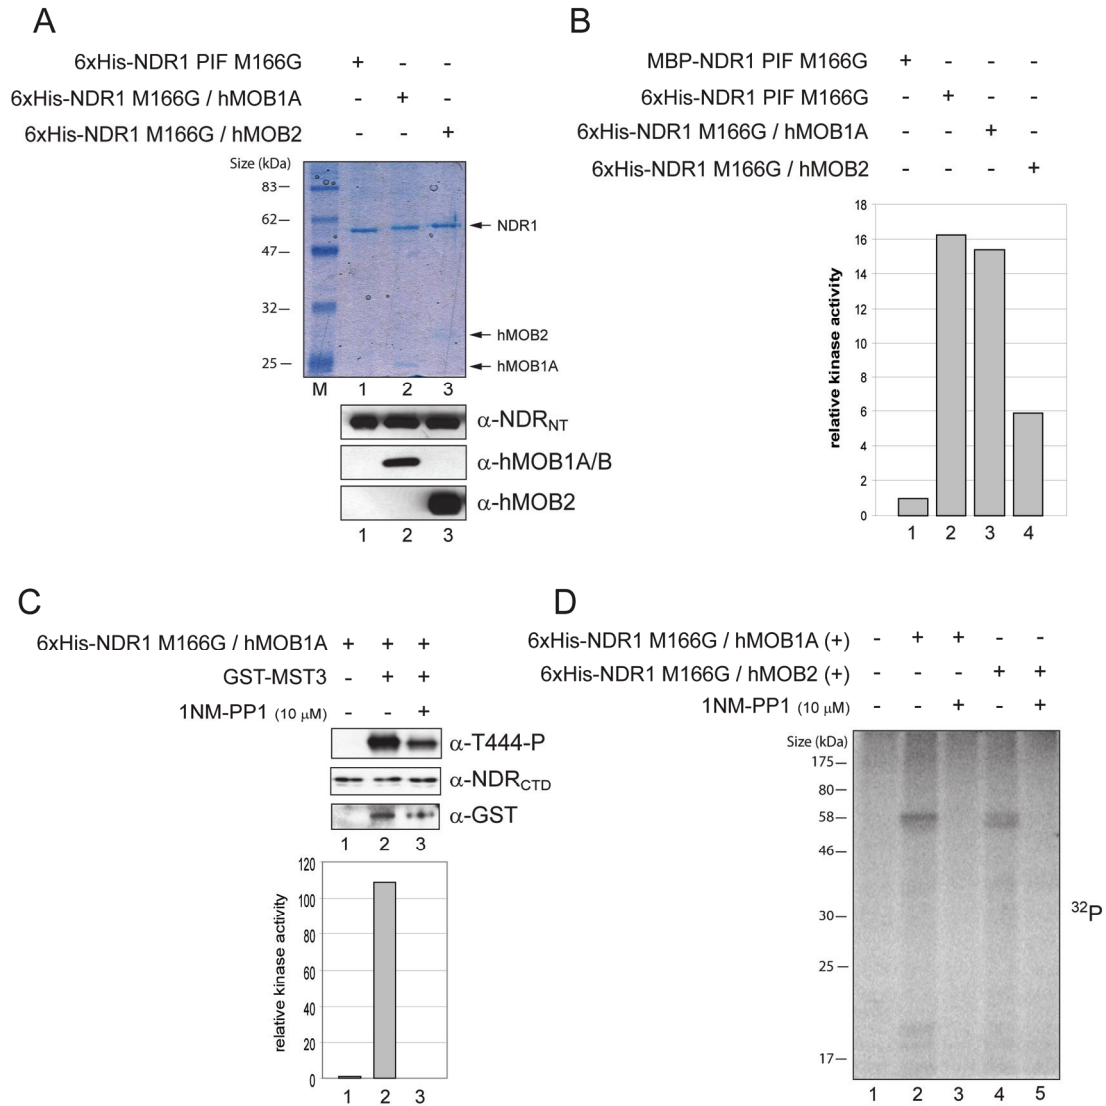 A
6xHis-NDR1 PIF M166G + - -
6xHis-NDR1 M166G / hMOB1A - + -
6xHis-NDR1 M166G / hMOB2 - - +
Size (kDa)
83
62
47
32
25
NDR1
hMOB2
hMOB1A
M 1 2 3
α-NDRNT
α-hMOB1A/B
α-hMOB2
1 2 3
B
MBP-NDR1 PIF M166G + - - -
6xHis-NDR1 PIF M166G - + - -
6xHis-NDR1 M166G / hMOB1A - - + -
6xHis-NDR1 M166G / hMOB2 - - - +
relative kinase activity
18
16
14
12
10
8
6
4
2
0
1 2 3 4
C
6xHis-NDR1 M166G / hMOB1A + + +
GST-MST3 - + +
1NM-PP1 (10 μM) - - +
α-T444-P
α-NDRCTD
α-GST
1 2 3
relative kinase activity
120
100
80
60
40
20
0
1 2 3
D
6xHis-NDR1 M166G / hMOB1A (+) - + + - -
6xHis-NDR1 M166G / hMOB2 (+) - - - + +
1NM-PP1 (10 μM) - - + - +
Size (kDa)
175
80
58
46
30
25
17
32P
1 2 3 4 5